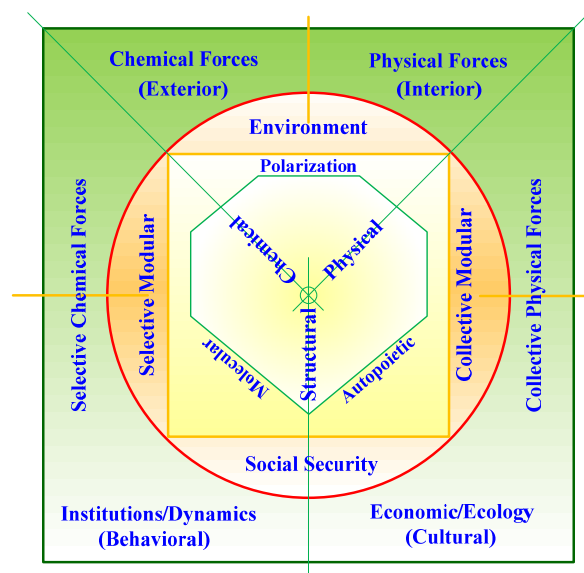 Chemical Forces
(Exterior)
Physical Forces
(Interior)
Environment
Polarization
Chemical
Physical
Selective Chemical Forces
Selective Modular
Structural
Collective Modular
Collective Physical Forces
Molecular
Autopoietic
Social Security
Institutions/Dynamics
(Behavioral)
Economic/Ecology
(Cultural)